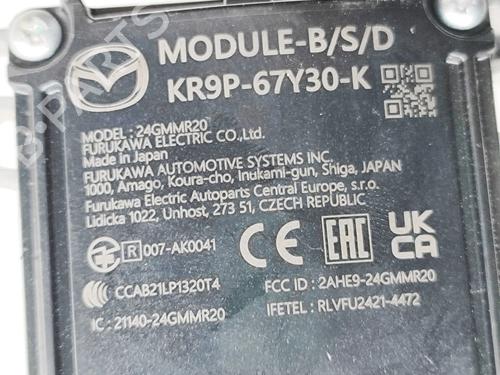 MODULE-B/S/D
KR9P-67Y30-K
MODEL : 24GMMR20
FURUKAWA ELECTRIC CO.,Ltd.
Made in Japan
FURUKAWA AUTOMOTIVE SYSTEMS INC.
1000, Amago, Koura-cho, Inukami-gun, Shiga, JAPAN
Furukawa Electric Autoparts Central Europe, s.r.o.
Lidicka 1022, Unhost, 273 51, CZECH REPUBLIC
R 007-AK0041
CE EAC UK CA
CCAB21LP1320T4
FCC ID : 2AHE9-24GMMR20
IC : 21140-24GMMR20
IFETEL : RLVFU2421-4472